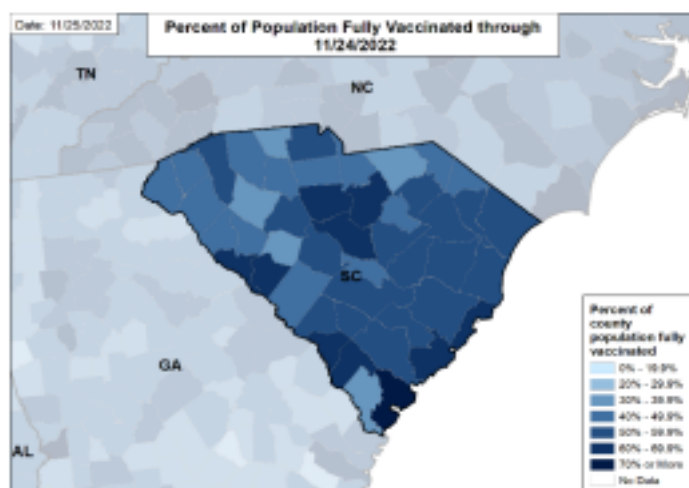 Date: 11/25/2022
Percent of Population Fully Vaccinated through
11/24/2022
TN
NC
SC
GA
AL
Percent of
county
population fully
vaccinated
0% - 19.9%
20% - 29.9%
30% - 39.9%
40% - 49.9%
50% - 59.9%
60% - 69.9%
70% or More
No Data